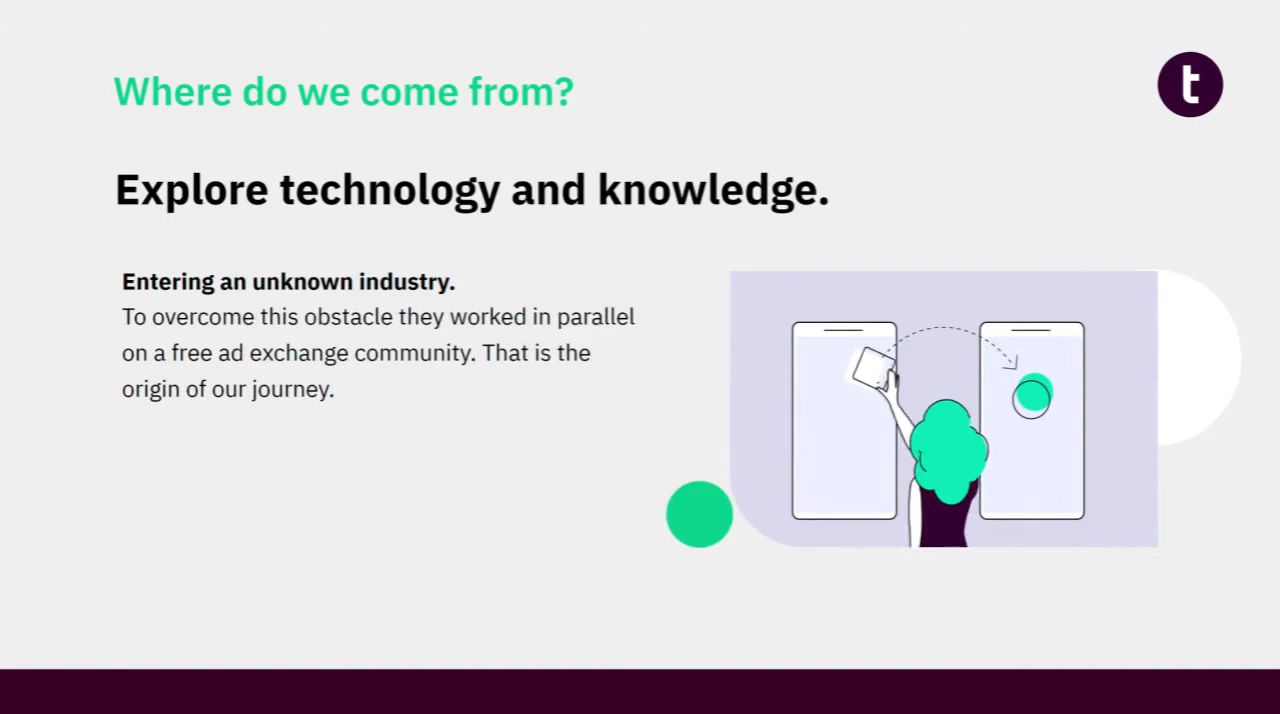 Where do we come from?
t
Explore technology and knowledge.
Entering an unknown industry.
To overcome this obstacle they worked in parallel
on a free ad exchange community. That is the
origin of our journey.